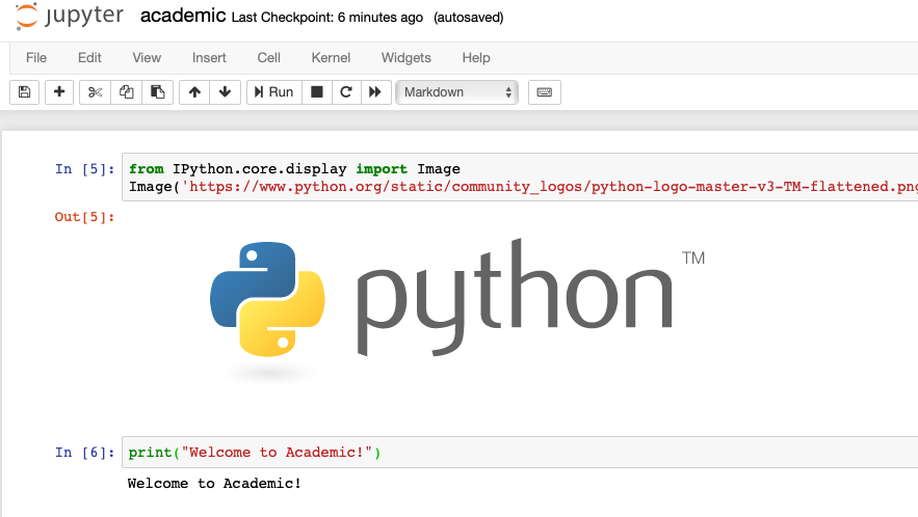 jupyter academic Last Checkpoint: 6 minutes ago (autosaved)
File Edit View Insert Cell Kernel Widgets Help
Run Markdown
In [5]: from IPython.core.display import Image
Image('https://www.python.org/static/community_logos/python-logo-master-v3-TM-flattened.png
Out[5]:
python TM
In [6]: print("Welcome to Academic!")
Welcome to Academic!